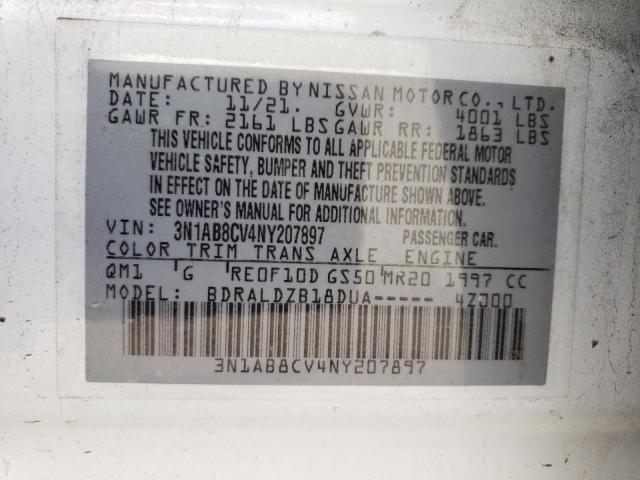 MANUFACTURED BY NISSAN MOTOR CO., LTD.
DATE: 11/21. GVWR: 4001 LBS
GAWR FR: 2161 LBS GAWR RR: 1863 LBS
THIS VEHICLE CONFORMS TO ALL APPLICABLE FEDERAL MOTOR
VEHICLE SAFETY, BUMPER AND THEFT PREVENTION STANDARDS
IN EFFECT ON THE DATE OF MANUFACTURE SHOWN ABOVE.
SEE OWNER'S MANUAL FOR ADDITIONAL INFORMATION.
VIN: 3N1AB8CV4NY207897 PASSENGER CAR.
COLOR TRIM TRANS AXLE ENGINE
QM1 G RE0F10D GS50 MR20 1997 CC
MODEL: BDRALDZB18DUA----- 4Z000
3N1AB8CV4NY207897